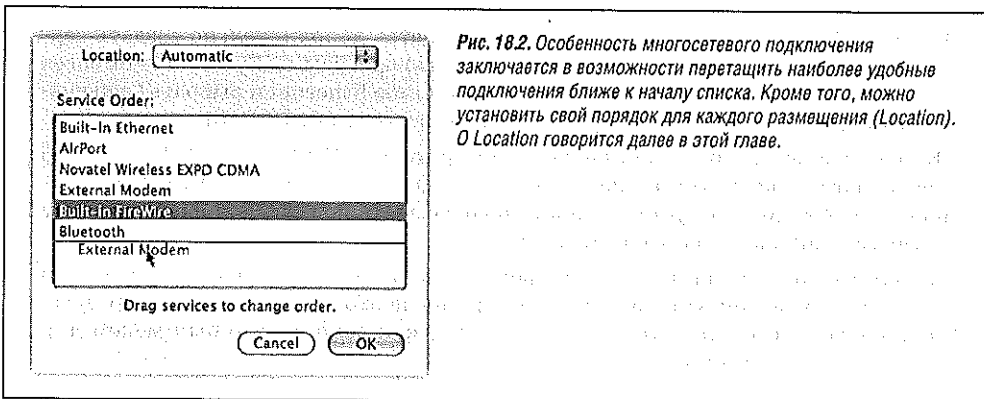 Location: Automatic
Service Order:
Built-In Ethernet
AirPort
Novatel Wireless EXPD CDMA
External Modem
Built-In FireWire
Bluetooth
External Modem
Drag services to change order.
Cancel OK
Рис. 18.2. Особенность многосетевого подключения
заключается в возможности перетащить наиболее удобные
подключения ближе к началу списка. Кроме того, можно
установить свой порядок для каждого размещения (Location).
О Location говорится далее в этой главе.